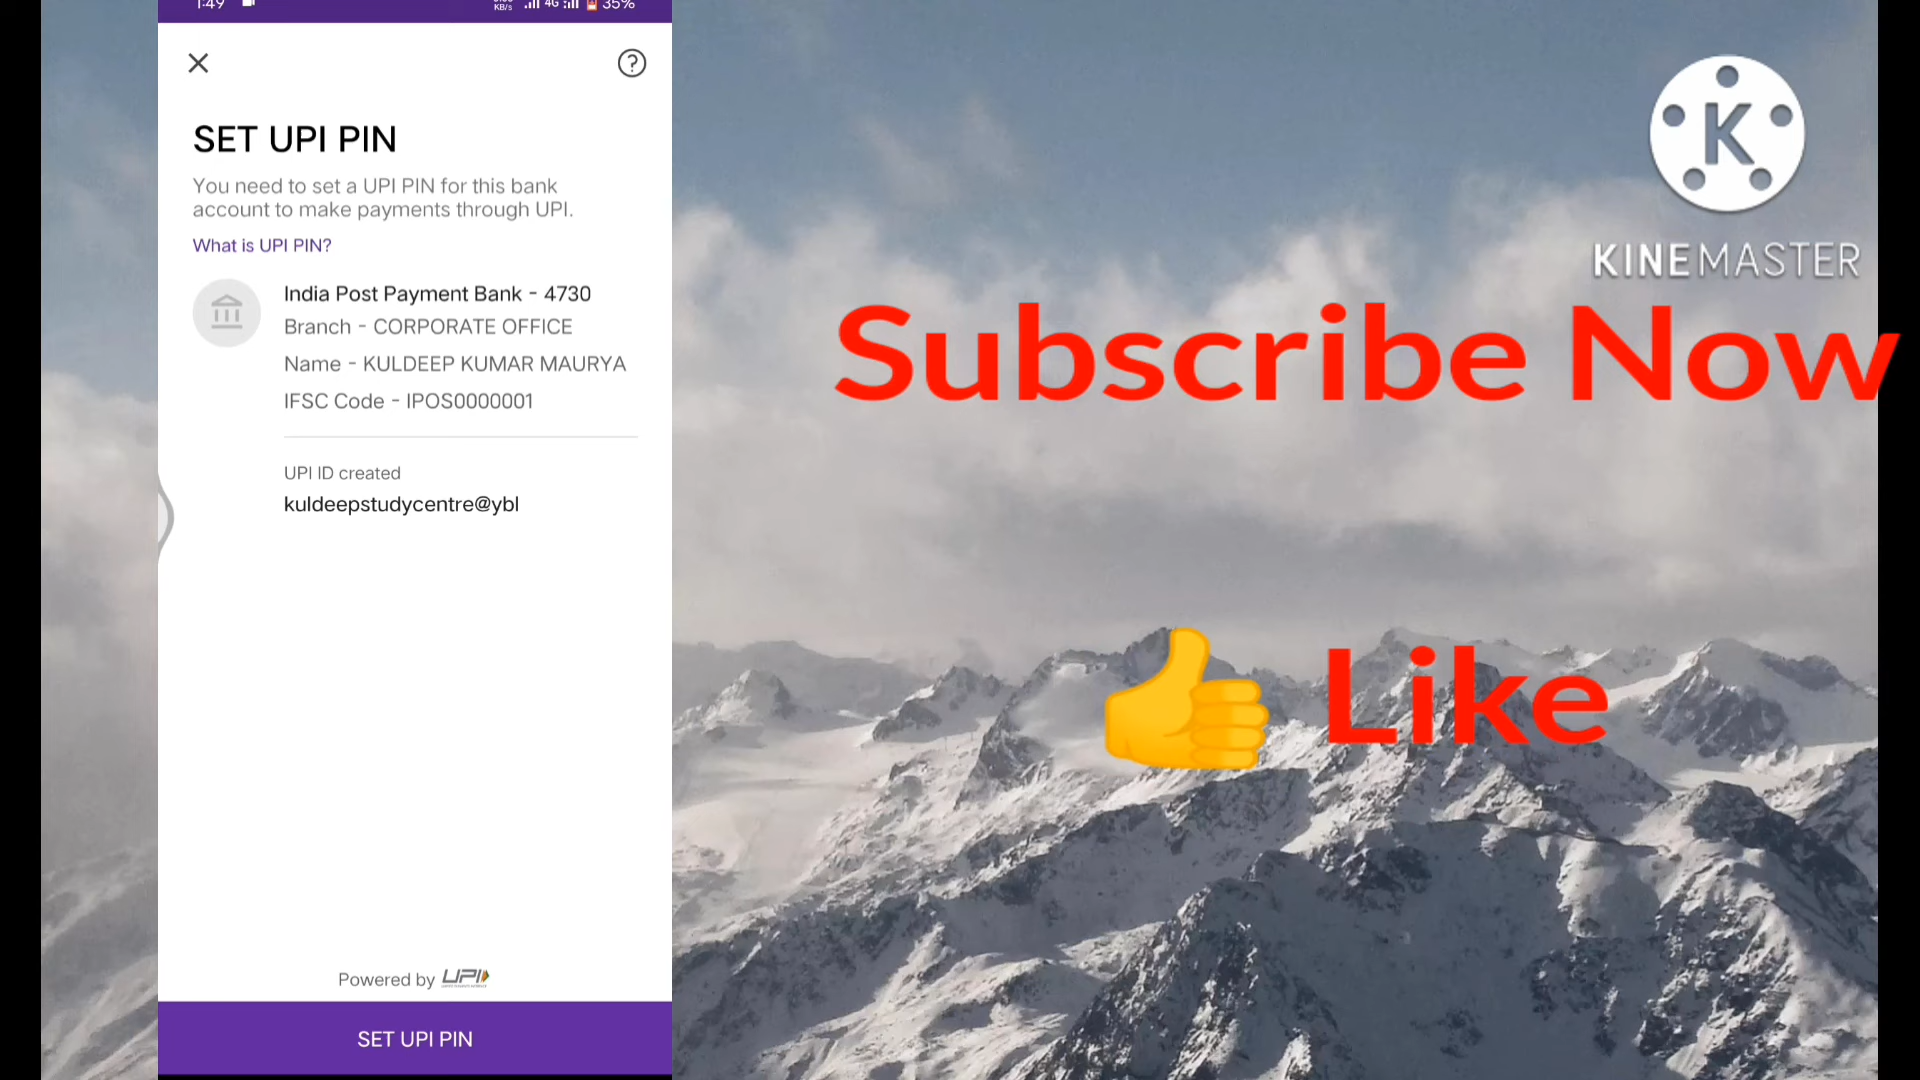 1:49 KB/s 4G 35%
SET UPI PIN
You need to set a UPI PIN for this bank
account to make payments through UPI.
What is UPI PIN?
India Post Payment Bank - 4730
Branch - CORPORATE OFFICE
Name - KULDEEP KUMAR MAURYA
IFSC Code - IPOS0000001
UPI ID created
kuldeepstudycentre@ybl
Powered by UPI
SET UPI PIN
K
KINEMASTER
Subscribe Now
Like